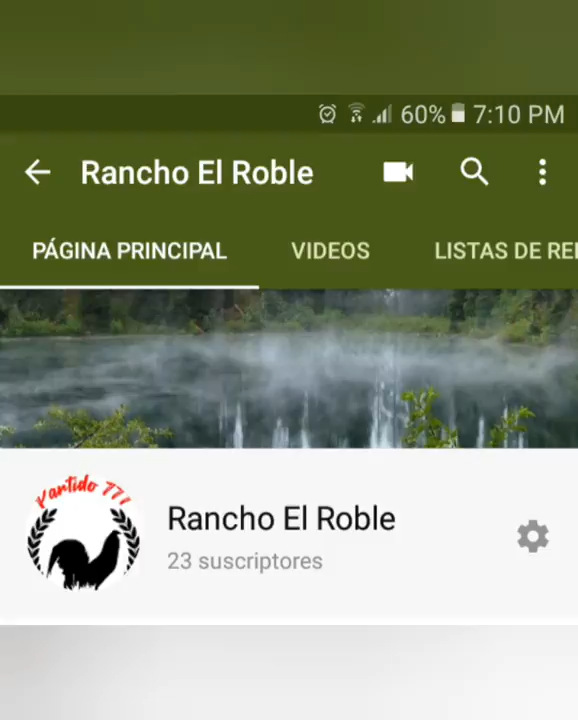 60% 7:10 PM
Rancho El Roble
PÁGINA PRINCIPAL VIDEOS LISTAS DE RE
Partido 777
Rancho El Roble
23 suscriptores